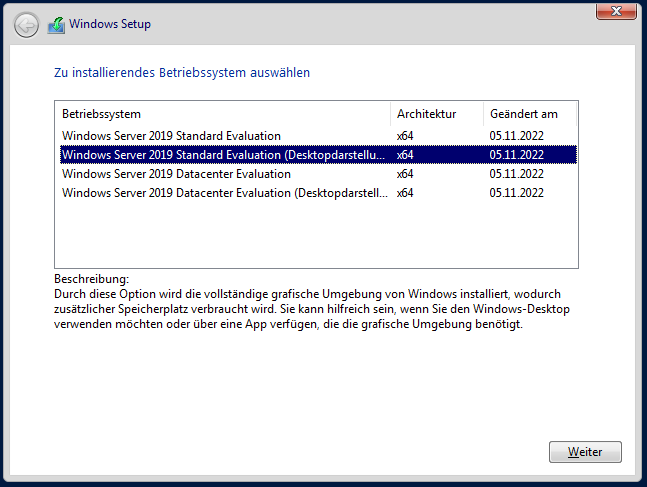 Windows Setup
Zu installierendes Betriebssystem auswählen
Betriebssystem Architektur Geändert am
Windows Server 2019 Standard Evaluation x64 05.11.2022
Windows Server 2019 Standard Evaluation (Desktopdarstellu... x64 05.11.2022
Windows Server 2019 Datacenter Evaluation x64 05.11.2022
Windows Server 2019 Datacenter Evaluation (Desktopdarstell... x64 05.11.2022
Beschreibung:
Durch diese Option wird die vollständige grafische Umgebung von Windows installiert, wodurch
zusätzlicher Speicherplatz verbraucht wird. Sie kann hilfreich sein, wenn Sie den Windows-Desktop
verwenden möchten oder über eine App verfügen, die die grafische Umgebung benötigt.
Weiter